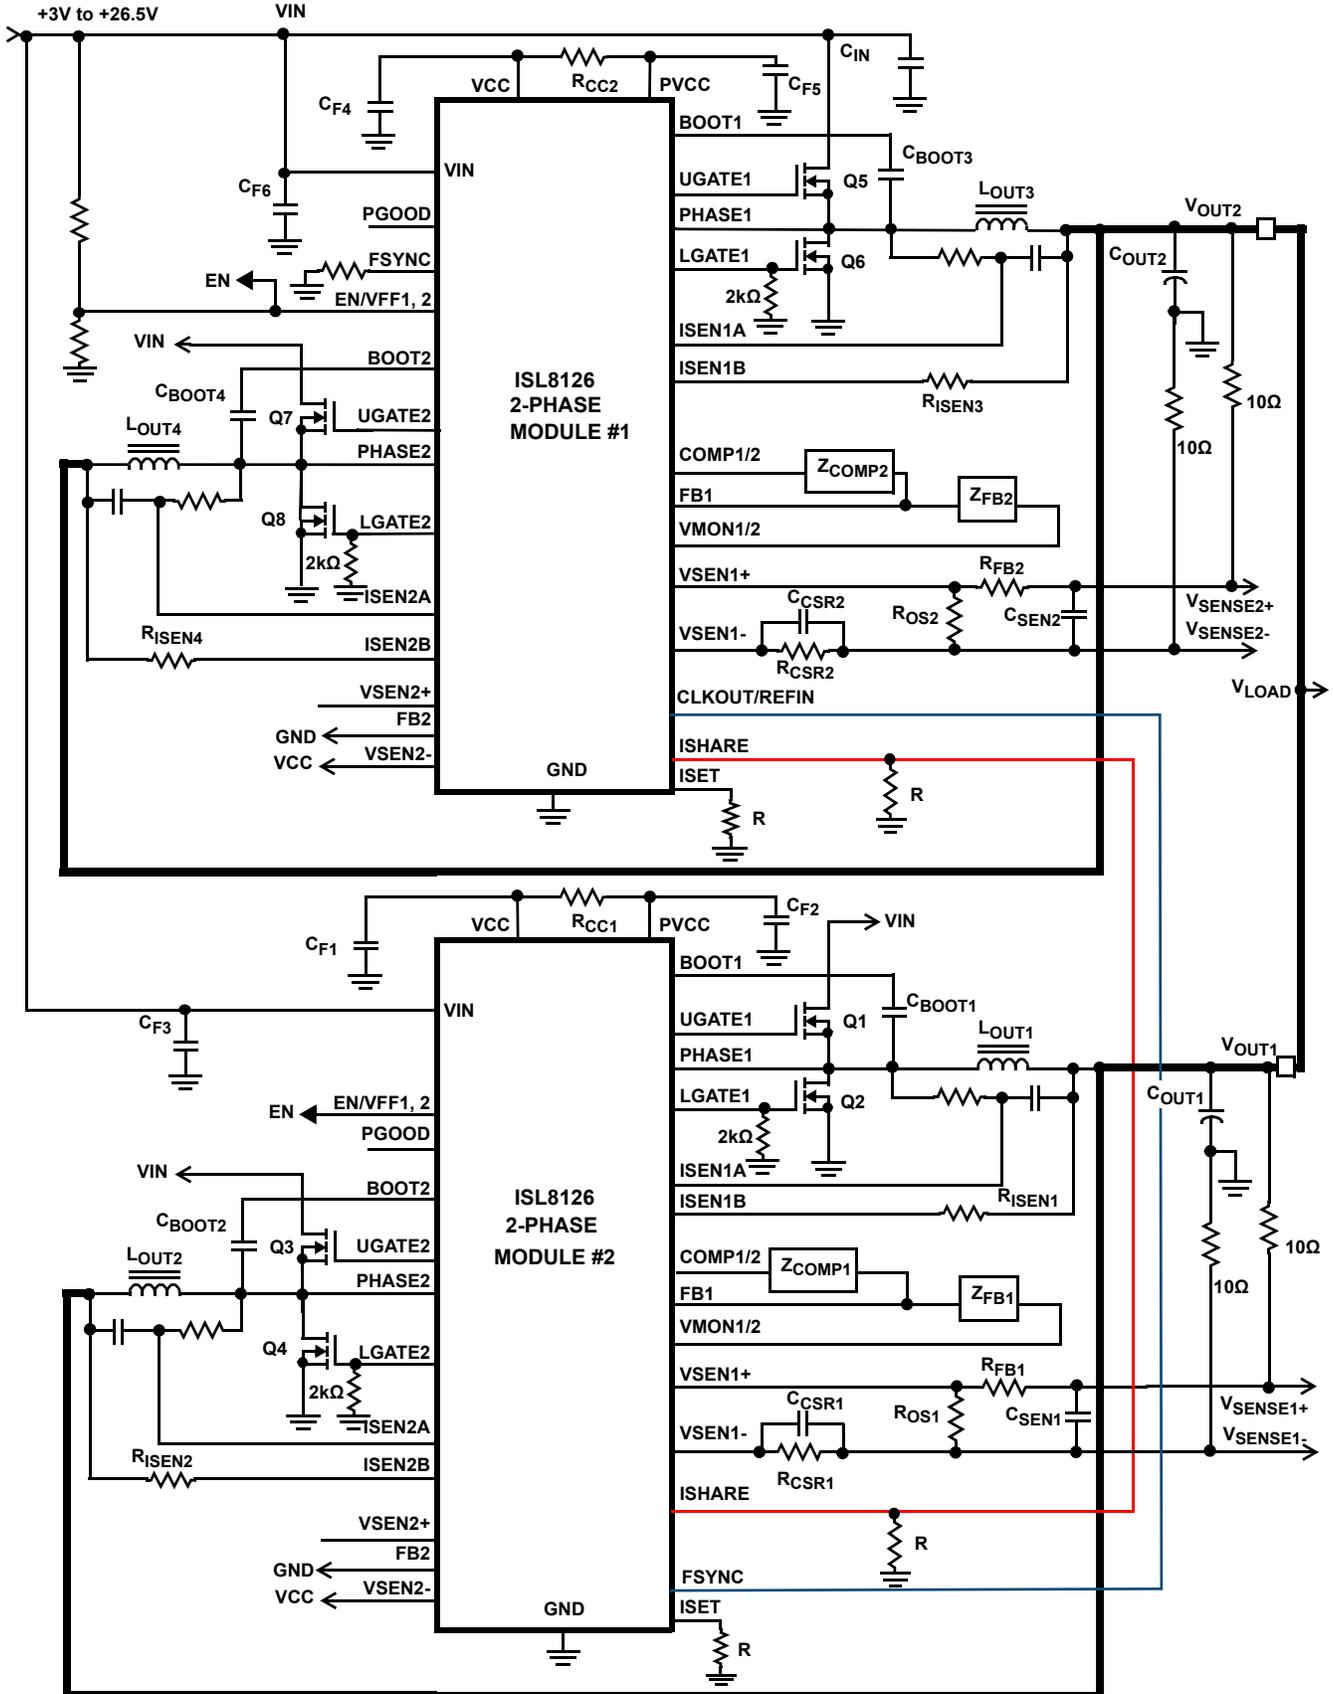 +3V to +26.5V
VIN
CIN
VCC
RCC2
PVCC
CF5
CF4
BOOT1
CBOOT3
VIN
CF6
UGATE1
Q5
LOUT3
PGOOD
PHASE1
VOUT2
FSYNC
LGATE1
Q6
COUT2
EN
EN/VFF1, 2
2kΩ
VIN
ISEN1A
BOOT2
ISEN1B
CBOOT4
ISL8126
2-PHASE
MODULE #1
RISEN3
10Ω
Q7
UGATE2
LOUT4
PHASE2
10Ω
COMP1/2
ZCOMP2
FB1
ZFB2
Q8
LGATE2
VMON1/2
2kΩ
RFB2
VSEN1+
ISEN2A
CCSR2
ROS2
CSEN2
VSENSE2+
VSENSE2-
RISEN4
ISEN2B
VSEN1-
RCSR2
VSEN2+
CLKOUT/REFIN
VLOAD
FB2
GND
VSEN2-
VCC
ISHARE
GND
ISET
R
R
VCC
RCC1
PVCC
CF2
CF1
VIN
BOOT1
CBOOT1
VIN
CF3
UGATE1
Q1
LOUT1
PHASE1
VOUT1
EN
EN/VFF1, 2
LGATE1
Q2
COUT1
PGOOD
2kΩ
VIN
ISEN1A
BOOT2
ISL8126
2-PHASE
MODULE #2
ISEN1B
RISEN1
CBOOT2
Q3
UGATE2
10Ω
LOUT2
COMP1/2
ZCOMP1
PHASE2
FB1
ZFB1
10Ω
VMON1/2
Q4
LGATE2
RFB1
VSEN1+
2kΩ
CCSR1
ROS1
CSEN1
VSENSE1+
ISEN2A
VSEN1-
VSENSE1-
RISEN2
ISEN2B
RCSR1
ISHARE
VSEN2+
R
FB2
GND
FSYNC
VSEN2-
VCC
GND
ISET
R